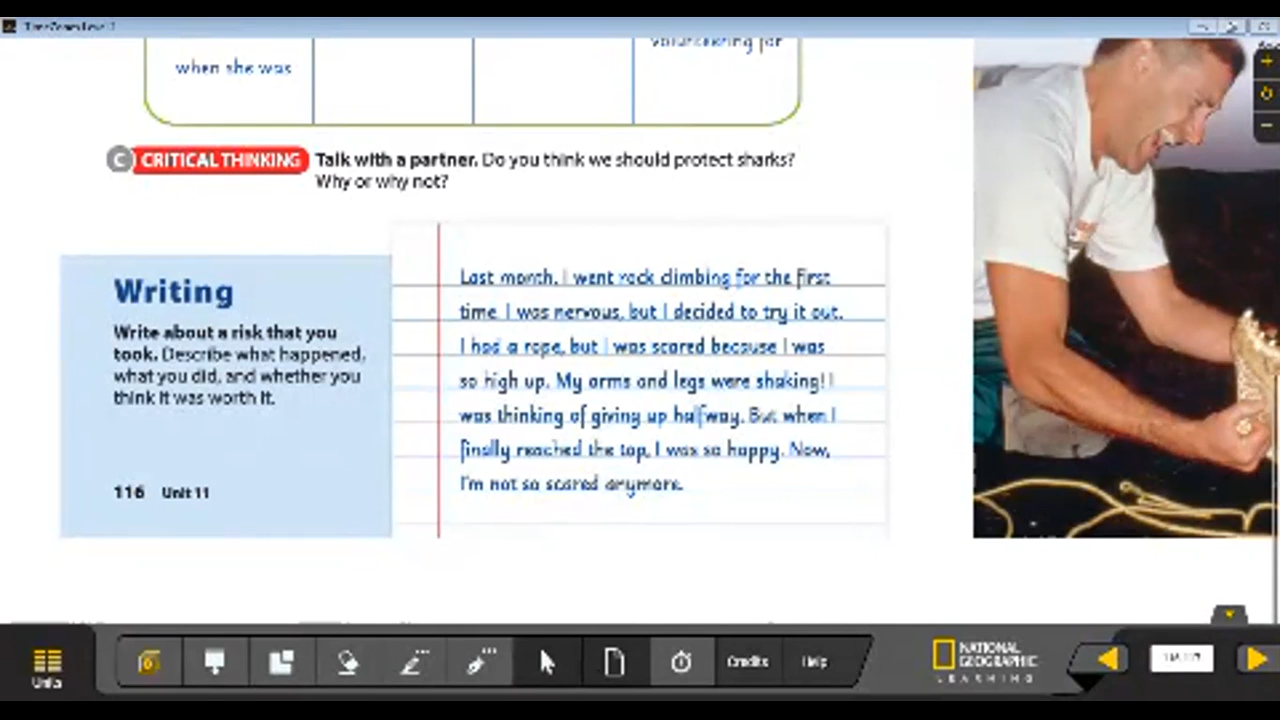 Time Zones Level 1
volunteering for
when she was
C CRITICAL THINKING Talk with a partner. Do you think we should protect sharks?
Why or why not?
Writing
Write about a risk that you
took. Describe what happened,
what you did, and whether you
think it was worth it.
116 Unit 11
Last month, I went rock climbing for the first
time. I was nervous, but I decided to try it out.
I had a rope, but I was scared because I was
so high up. My arms and legs were shaking! I
was thinking of giving up halfway. But when I
finally reached the top, I was so happy. Now,
I'm not so scared anymore.
Units
Credits
Help
NATIONAL
GEOGRAPHIC
LEARNING